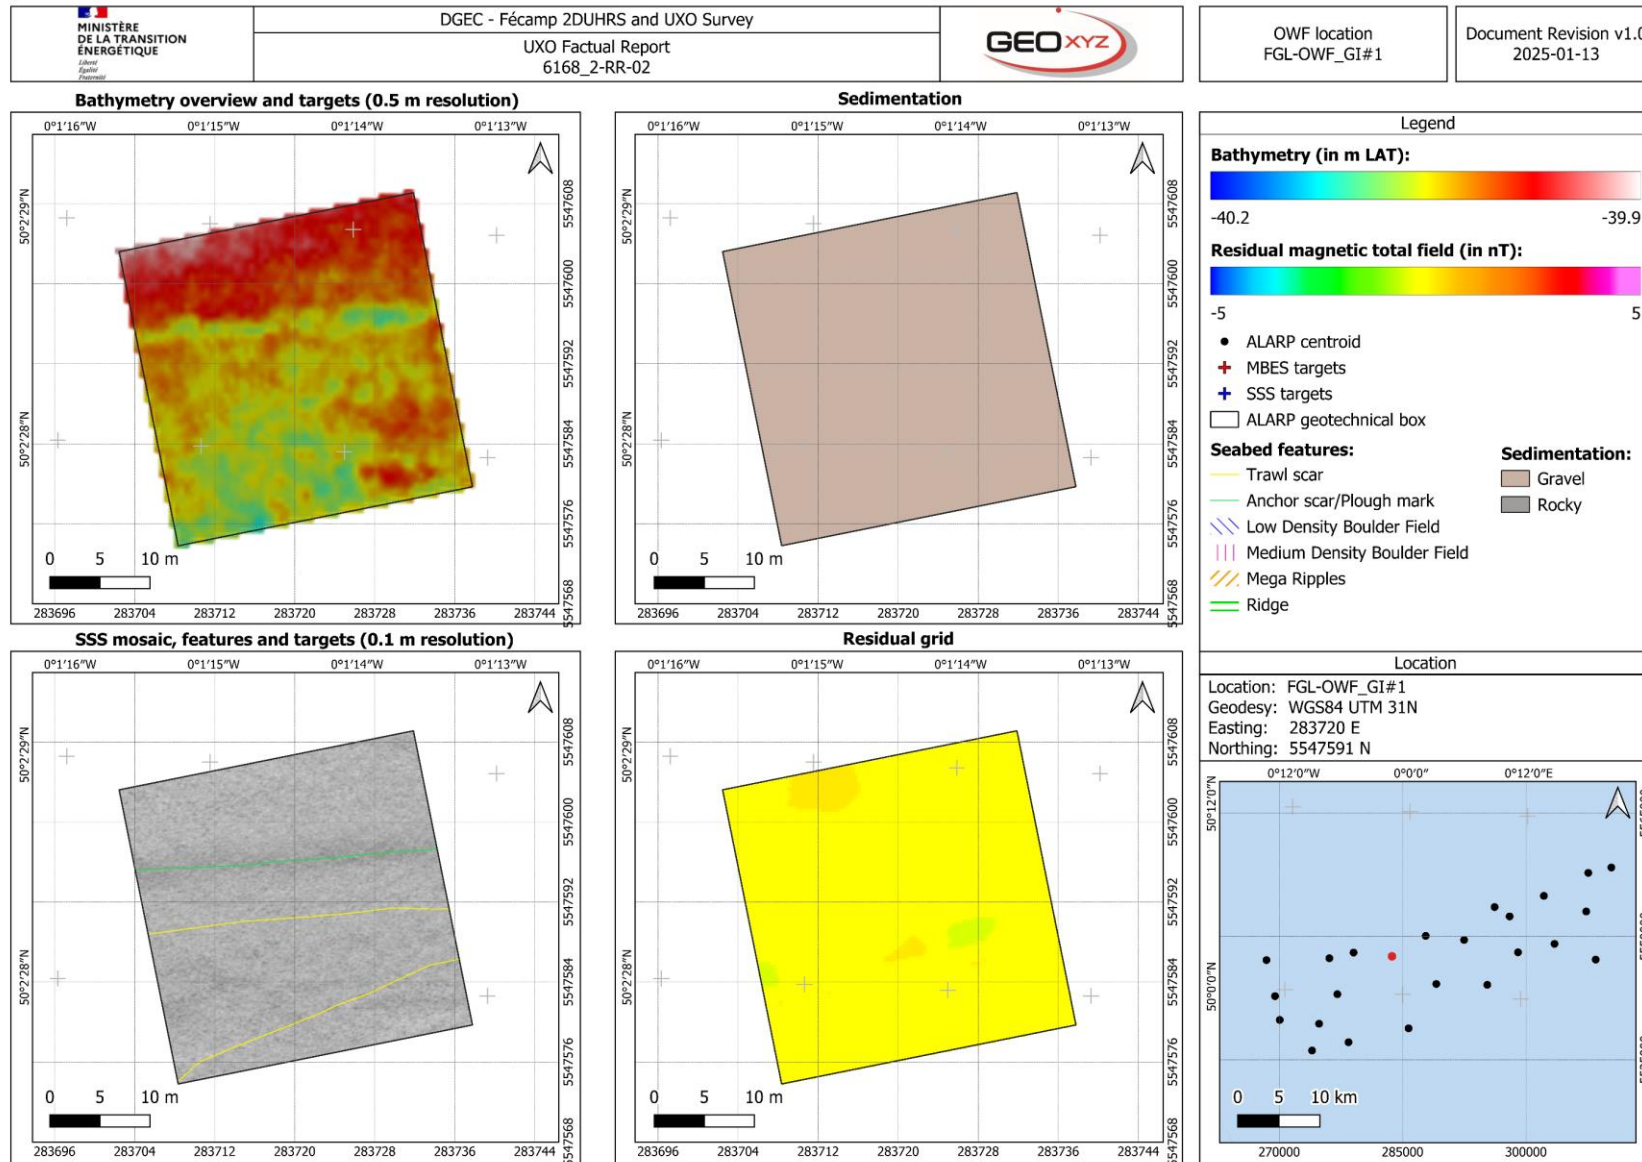 MINISTÈRE
DE LA TRANSITION
ÉNERGÉTIQUE
Liberté
Égalité
Fraternité
DGEC - Fécamp 2DUHRS and UXO Survey
UXO Factual Report
6168_2-RR-02
GEOXYZ
OWF location
FGL-OWF_GI#1
Document Revision v1.0
2025-01-13
Bathymetry overview and targets (0.5 m resolution)
0°1'16"W 0°1'15"W 0°1'14"W 0°1'13"W
50°2'29"N
50°2'28"N
5547608
5547600
5547592
5547584
5547576
5547568
0 5 10 m
283696 283704 283712 283720 283728 283736 283744
Sedimentation
0°1'16"W 0°1'15"W 0°1'14"W 0°1'13"W
50°2'29"N
50°2'28"N
5547608
5547600
5547592
5547584
5547576
5547568
0 5 10 m
283696 283704 283712 283720 283728 283736 283744
SSS mosaic, features and targets (0.1 m resolution)
0°1'16"W 0°1'15"W 0°1'14"W 0°1'13"W
50°2'29"N
50°2'28"N
5547608
5547600
5547592
5547584
5547576
5547568
0 5 10 m
283696 283704 283712 283720 283728 283736 283744
Residual grid
0°1'16"W 0°1'15"W 0°1'14"W 0°1'13"W
50°2'29"N
50°2'28"N
5547608
5547600
5547592
5547584
5547576
5547568
0 5 10 m
283696 283704 283712 283720 283728 283736 283744
Legend
Bathymetry (in m LAT):
-40.2 -39.9
Residual magnetic total field (in nT):
-5 5
ALARP centroid
MBES targets
SSS targets
ALARP geotechnical box
Seabed features:
Trawl scar
Anchor scar/Plough mark
Low Density Boulder Field
Medium Density Boulder Field
Mega Ripples
Ridge
Sedimentation:
Gravel
Rocky
Location
Location: FGL-OWF_GI#1
Geodesy: WGS84 UTM 31N
Easting: 283720 E
Northing: 5547591 N
0°12'0"W 0°0'0" 0°12'0"E
50°12'0"N
50°0'0"N
0 5 10 km
270000 285000 300000